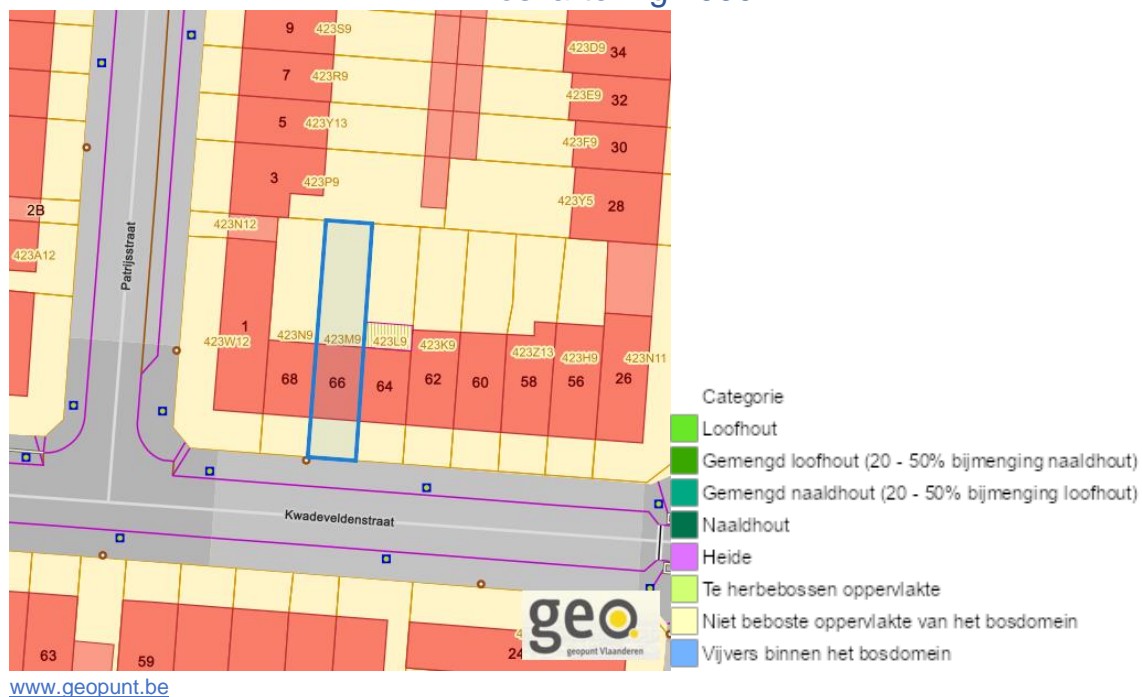 9 423S9
423D9 34
7 423R9
423E9 32
5 423Y13
423F9 30
3 423P9
423Y5 28
2B
423N12
423A12
Patrijsstraat
1
423W12
423N9 423M9 423L9 423K9
423Z13 423H9 423N11
68 66 64 62 60 58 56 26
Kwadeveldenstraat
63 59
24
geo.
geopunt Vlaanderen
Categorie
Loofhout
Gemengd loofhout (20 - 50% bijmenging naaldhout)
Gemengd naaldhout (20 - 50% bijmenging loofhout)
Naaldhout
Heide
Te herbebossen oppervlakte
Niet beboste oppervlakte van het bosdomein
Vijvers binnen het bosdomein
www.geopunt.be